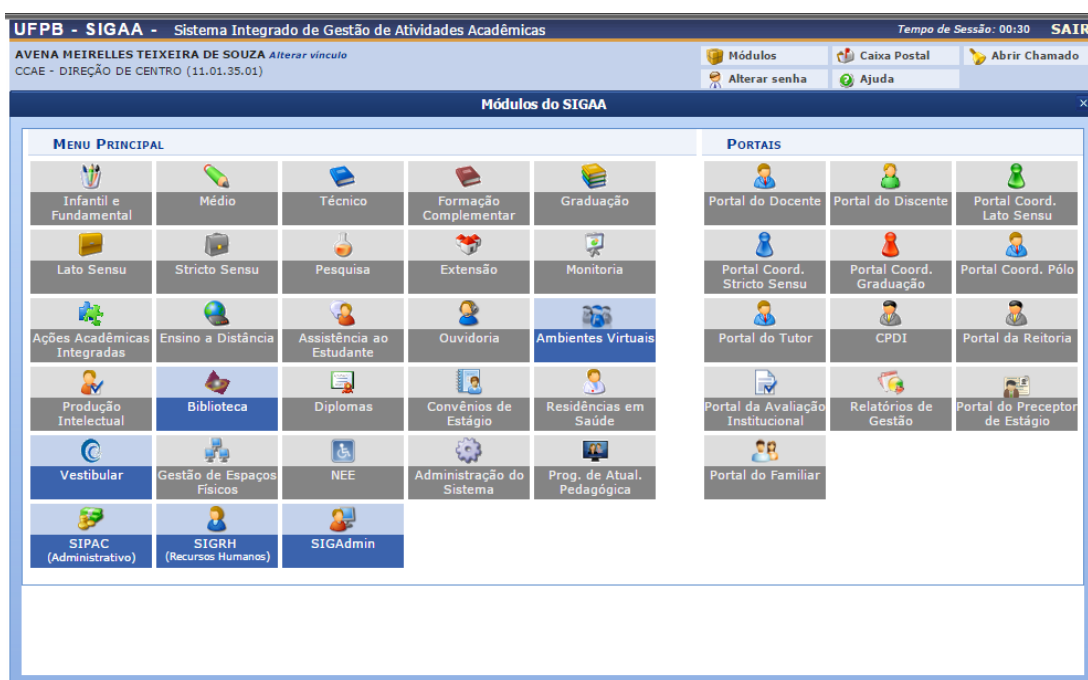 UFPB - SIGAA - Sistema Integrado de Gestão de Atividades Acadêmicas
Tempo de Sessão: 00:30 SAIR
AVENA MEIRELLES TEIXEIRA DE SOUZA Alterar vínculo
CCAE - DIREÇÃO DE CENTRO (11.01.35.01)
Módulos Caixa Postal Abrir Chamado
Alterar senha Ajuda
Módulos do SIGAA
MENU PRINCIPAL
Infantil e
Fundamental
Médio
Técnico
Formação
Complementar
Graduação
Lato Sensu
Stricto Sensu
Pesquisa
Extensão
Monitoria
Ações Acadêmicas
Integradas
Ensino a Distância
Assistência ao
Estudante
Ouvidoria
Ambientes Virtuais
Produção
Intelectual
Biblioteca
Diplomas
Convênios de
Estágio
Residências em
Saúde
Vestibular
Gestão de Espaços
Físicos
NEE
Administração do
Sistema
Prog. de Atual.
Pedagógica
SIPAC
(Administrativo)
SIGRH
(Recursos Humanos)
SIGAdmin
PORTAIS
Portal do Docente
Portal do Discente
Portal Coord.
Lato Sensu
Portal Coord.
Stricto Sensu
Portal Coord.
Graduação
Portal Coord. Pólo
Portal do Tutor
CPDI
Portal da Reitoria
Portal da Avaliação
Institucional
Relatórios de
Gestão
Portal do Preceptor
de Estágio
Portal do Familiar